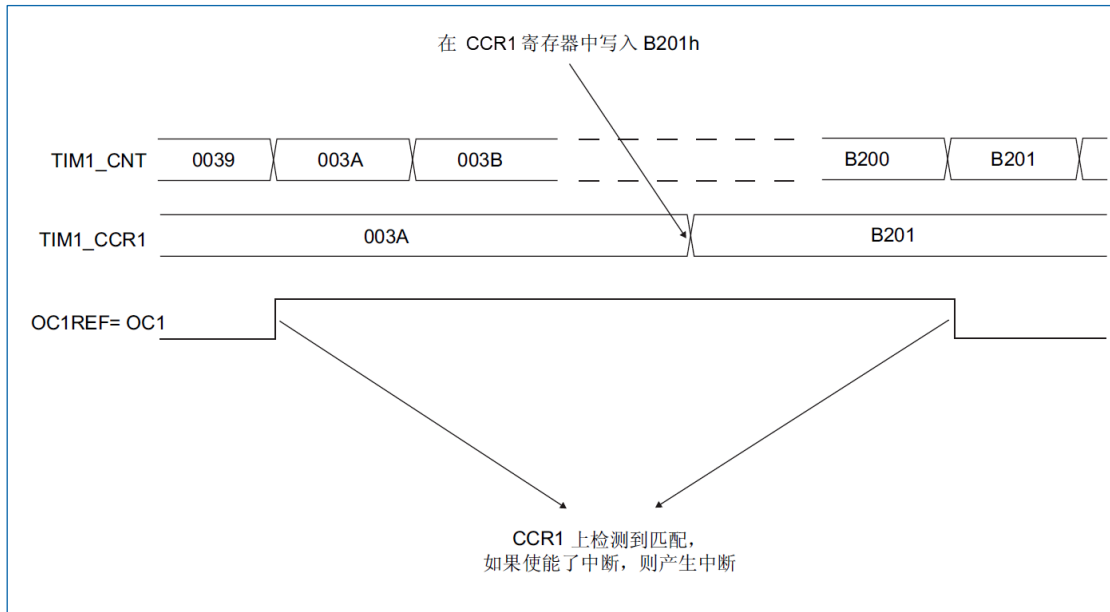 在 CCR1 寄存器中写入 B201h
TIM1_CNT 0039 003A 003B B200 B201
TIM1_CCR1 003A B201
OC1REF= OC1
CCR1 上检测到匹配，
如果使能了中断，则产生中断